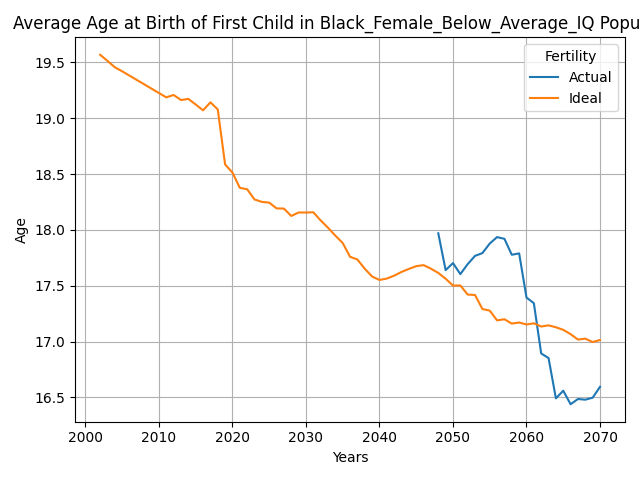 Average Age at Birth of First Child in Black_Female_Below_Average_IQ Popu
Fertility
Actual
Ideal
19.5
19.0
18.5
18.0
17.5
17.0
16.5
Age
2000 2010 2020 2030 2040 2050 2060 2070
Years